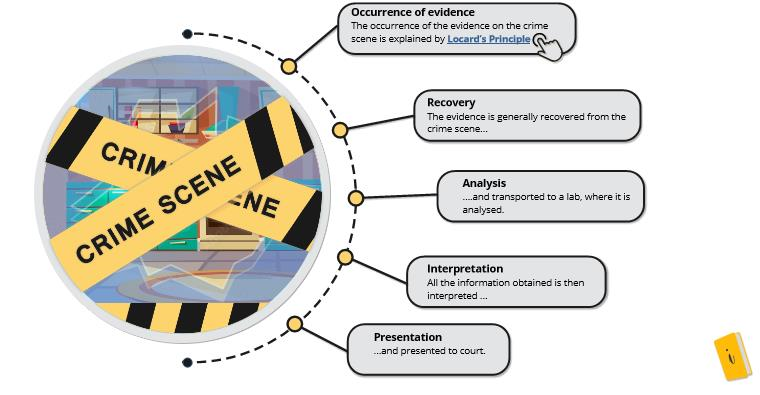 Occurrence of evidence
The occurrence of the evidence on the crime
scene is explained by Locard's Principle
Recovery
The evidence is generally recovered from the
crime scene...
Analysis
....and transported to a lab, where it is
analysed.
Interpretation
All the information obtained is then
interpreted ...
Presentation
...and presented to court.
CRIM
ENE
CRIME SCENE
i